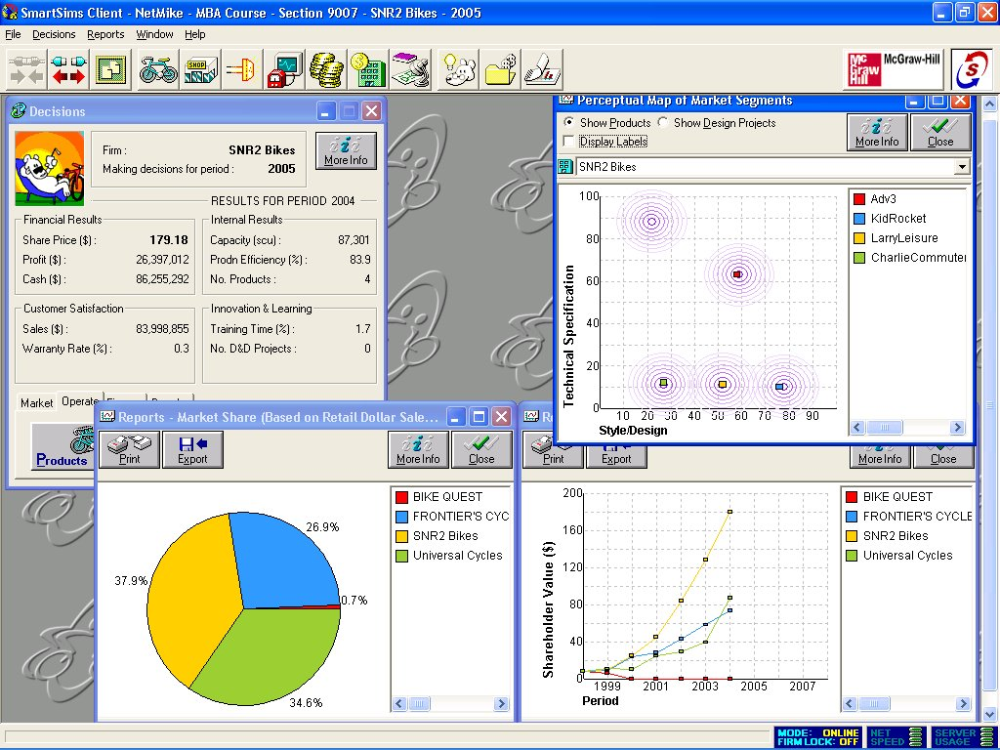 SmartSims Client - NetMike - MBA Course - Section 9007 - SNR2 Bikes - 2005
File Decisions Reports Window Help
SHOP
Mc Graw Hill McGraw-Hill
S
Decisions
Firm : SNR2 Bikes
Making decisions for period : 2005
More Info
RESULTS FOR PERIOD 2004
Financial Results
Share Price ($) : 179.18
Profit ($) : 26,397,012
Cash ($) : 86,255,292
Internal Results
Capacity (scu) : 87,301
Prodn Efficiency (%) : 83.9
No. Products : 4
Customer Satisfaction
Sales ($) : 83,998,855
Warranty Rate (%) : 0.3
Innovation & Learning
Training Time (%) : 1.7
No. D&D Projects : 0
Market Operate
Products
Perceptual Map of Market Segments
Show Products Show Design Projects
Display Labels
More Info Close
SNR2 Bikes
100
80
60
40
20
0
10 20 30 40 50 60 70 80 90
Technical Specification
Style/Design
Adv3
KidRocket
LarryLeisure
CharlieCommuter
Reports - Market Share (Based on Retail Dollar Sale...
Print Export More Info Close
26.9%
37.9%
0.7%
34.6%
BIKE QUEST
FRONTIER'S CYC
SNR2 Bikes
Universal Cycles
Print Export More Info Close
200
160
120
80
40
0
1999 2001 2003 2005 2007
Shareholder Value ($)
Period
BIKE QUEST
FRONTIER'S CYCLE
SNR2 Bikes
Universal Cycles
MODE: ONLINE
FIRM LOCK: OFF
NET SPEED
SERVER USAGE